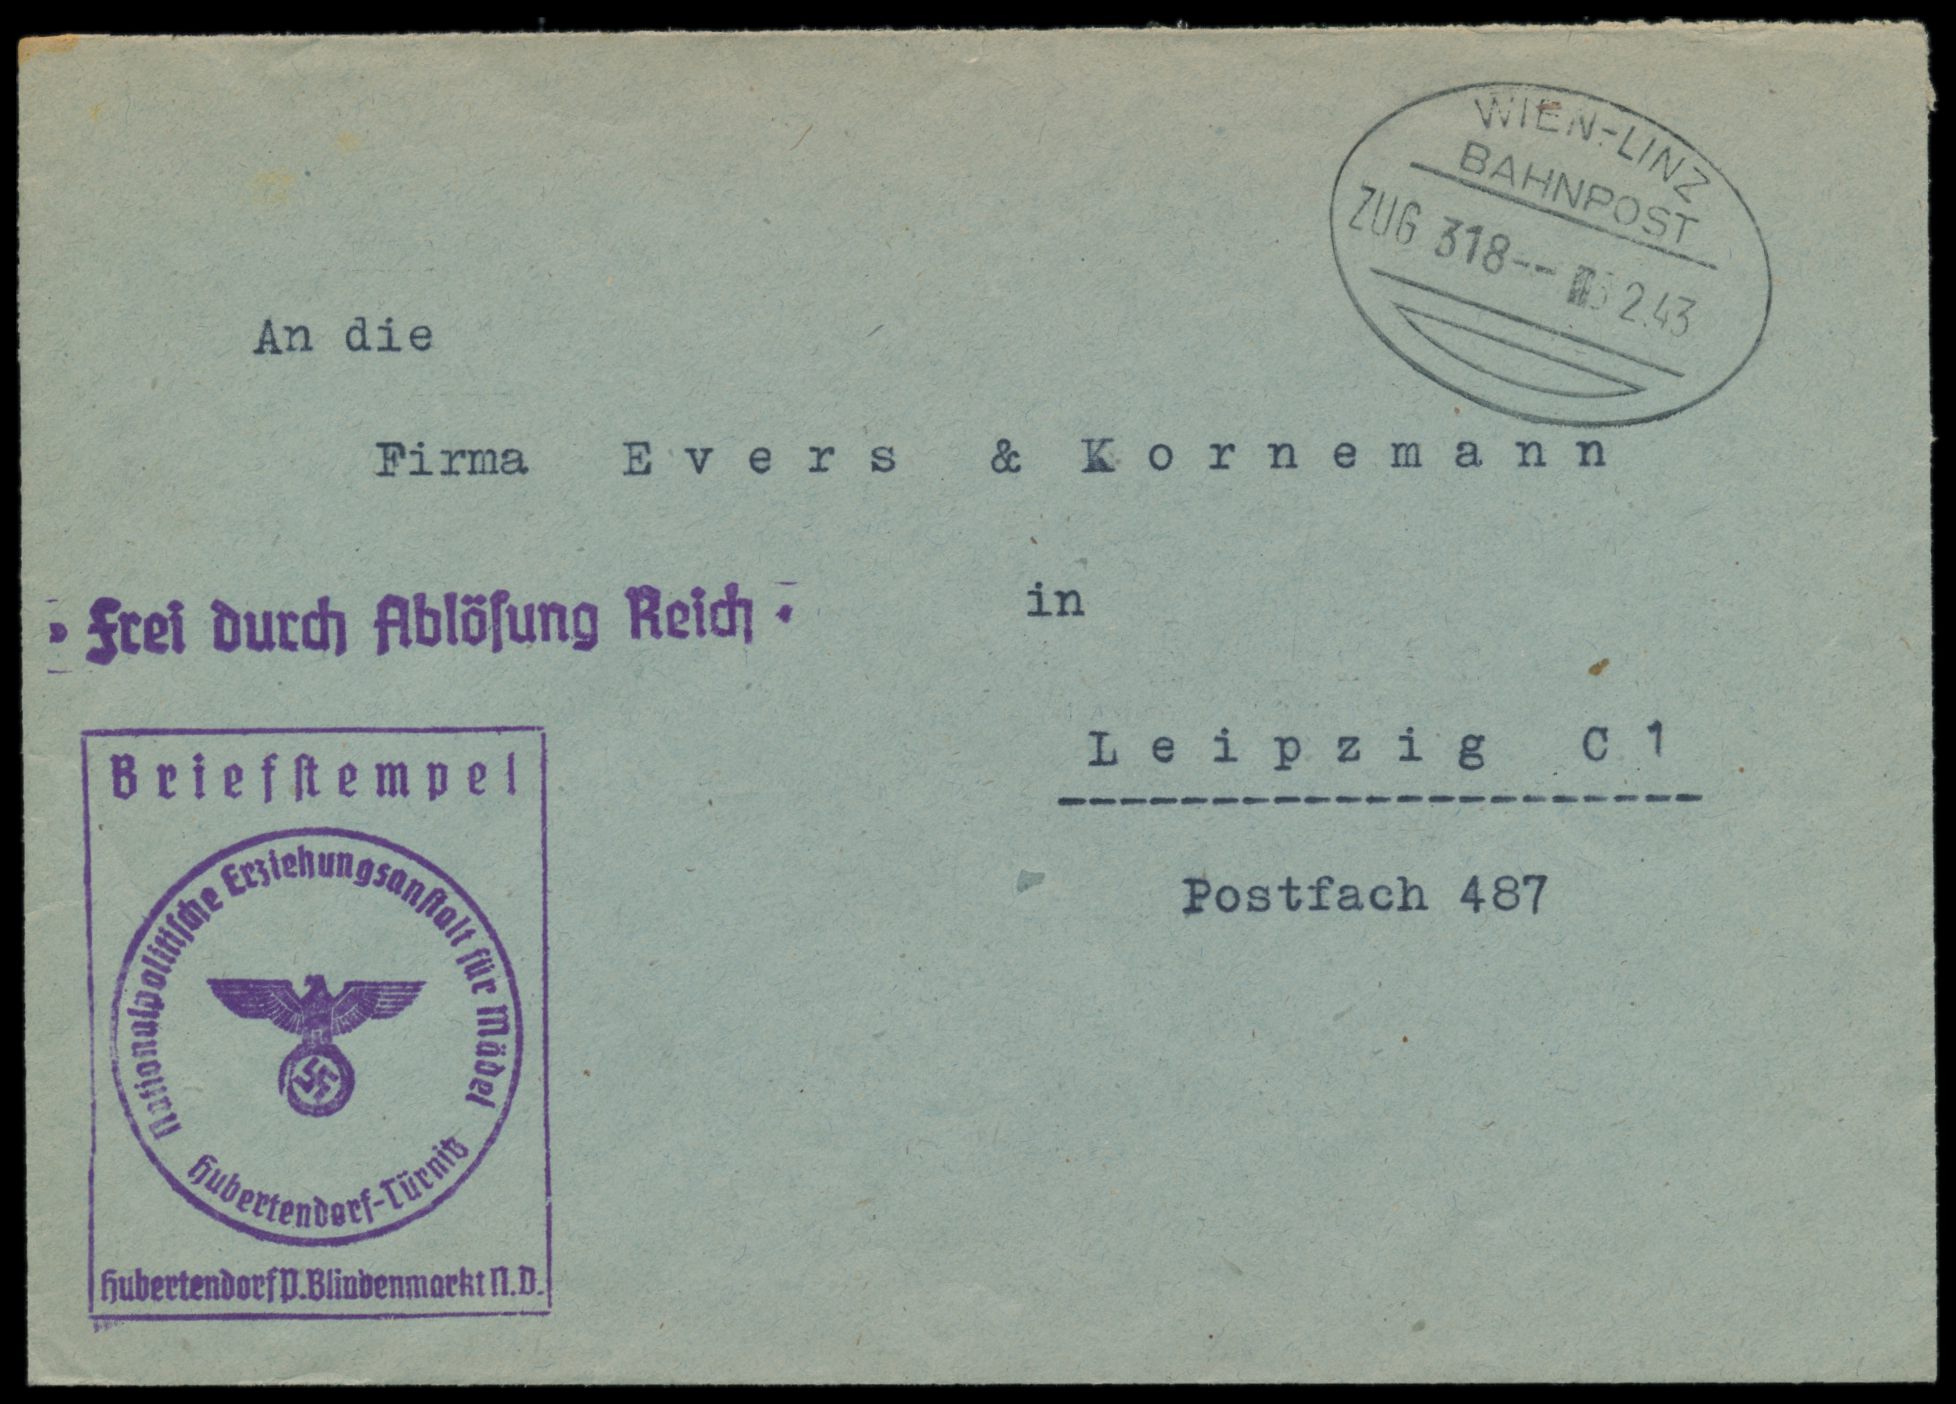 WIEN-LINZ
BAHNPOST
ZUG 318-- 2.43
An die
Firma Evers & Kornemann
Frei durch Ablösung Reich.
in
Leipzig C 1
Postfach 487
Briefstempel
Nationalpolitische Erziehungsanstalt für Mädel
Hubertendorf-Türnitz
Hubertendorf P. Blindenmarkt N.D.